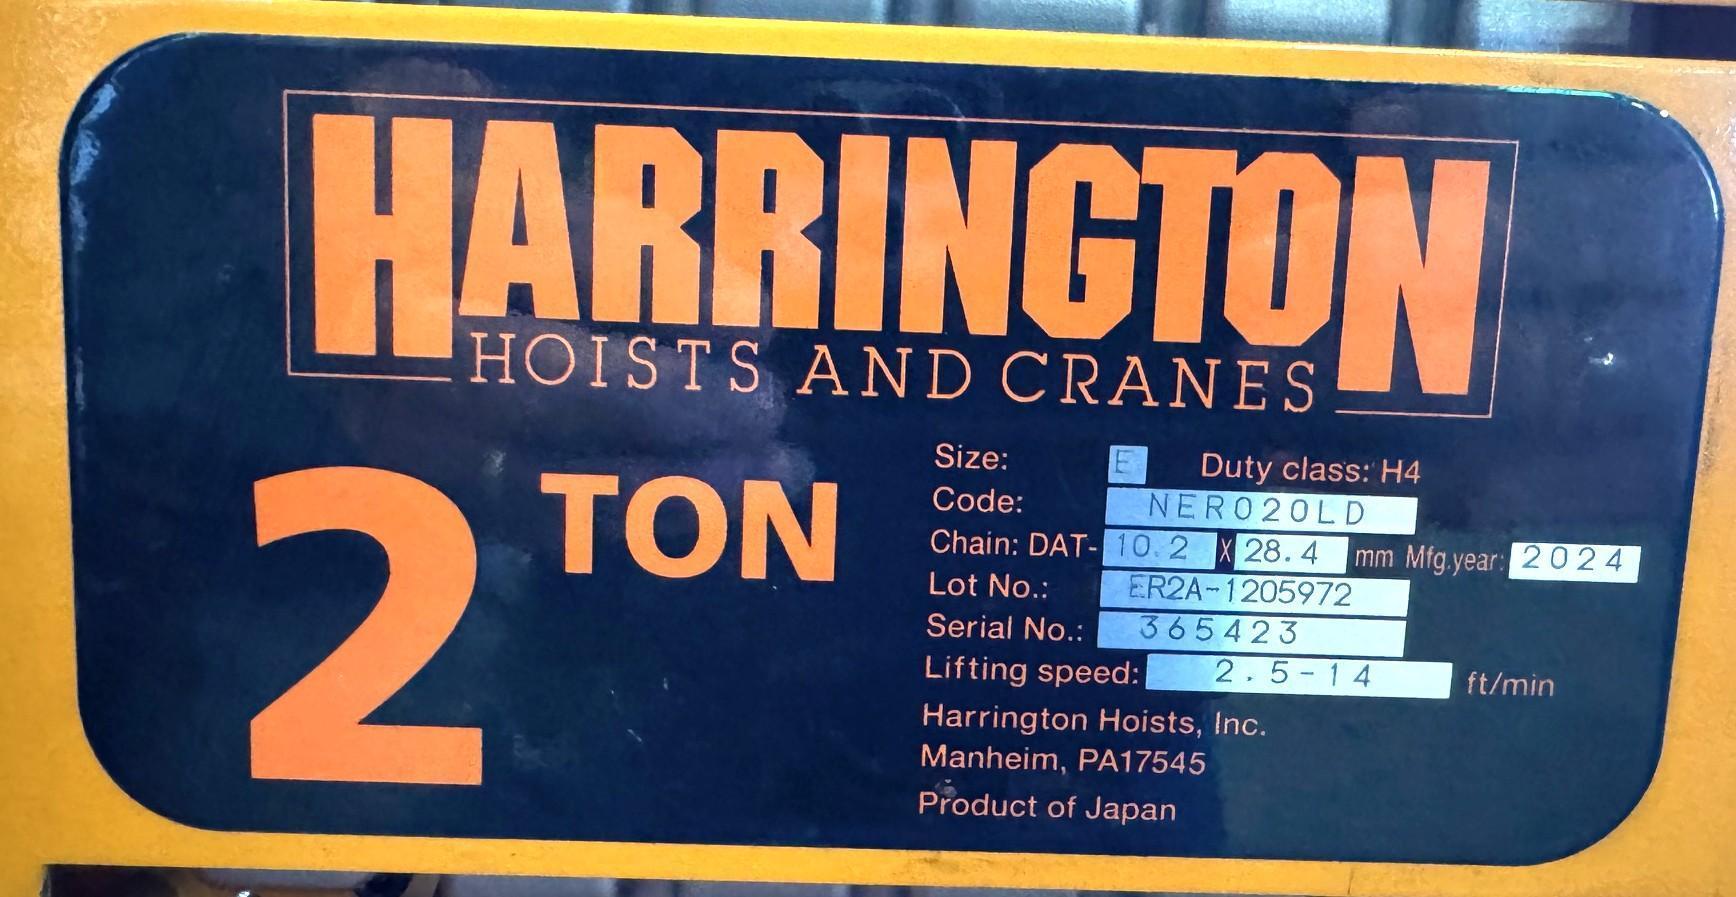 HARRINGTON
HOISTS AND CRANES
2 TON
Size: E Duty class: H4
Code: NER020LD
Chain: DAT- 10.2 X 28.4 mm Mfg.year: 2024
Lot No.: ER2A-1205972
Serial No.: 365423
Lifting speed: 2.5-14 ft/min
Harrington Hoists, Inc.
Manheim, PA17545
Product of Japan